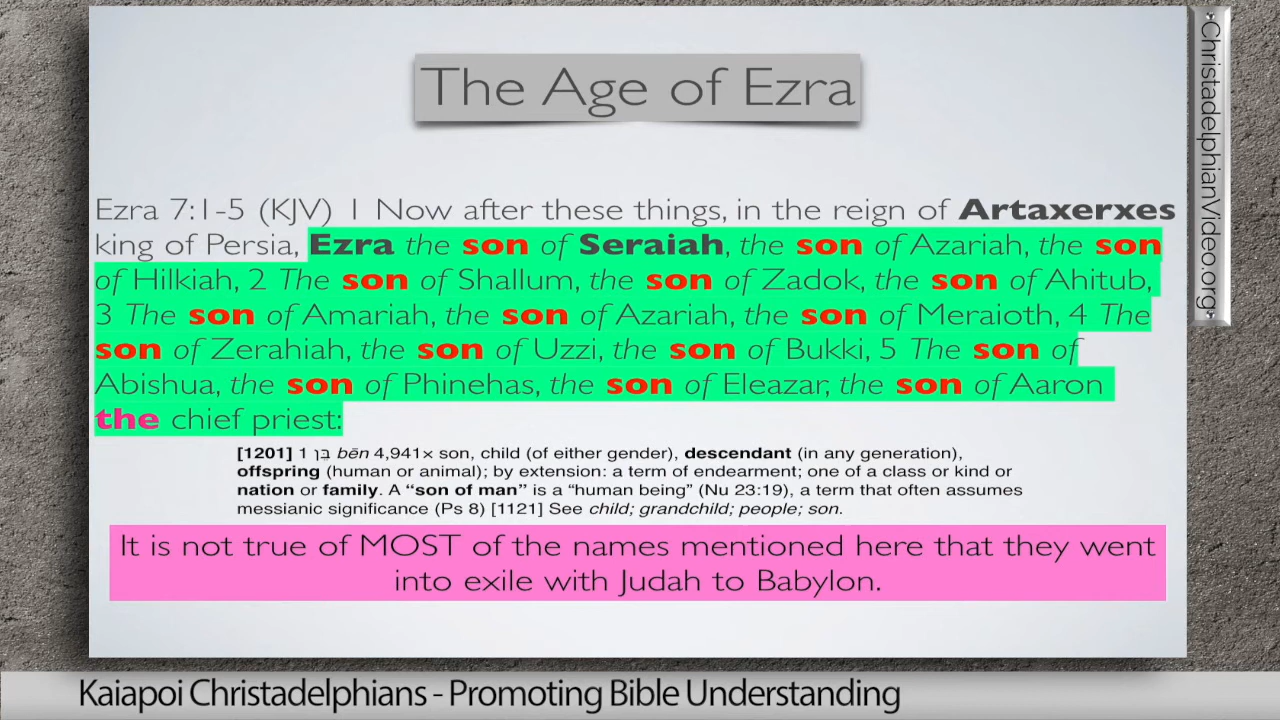 The Age of Ezra
Ezra 7:1-5 (KJV) 1 Now after these things, in the reign of Artaxerxes
king of Persia, Ezra the son of Seraiah, the son of Azariah, the son
of Hilkiah, 2 The son of Shallum, the son of Zadok, the son of Ahitub,
3 The son of Amariah, the son of Azariah, the son of Meraioth, 4 The
son of Zerahiah, the son of Uzzi, the son of Bukki, 5 The son of
Abishua, the son of Phinehas, the son of Eleazar, the son of Aaron
the chief priest:
[1201] 1 בֵּן bēn 4,941× son, child (of either gender), descendant (in any generation),
offspring (human or animal); by extension: a term of endearment; one of a class or kind or
nation or family. A “son of man” is a “human being” (Nu 23:19), a term that often assumes
messianic significance (Ps 8) [1121] See child; grandchild; people; son.
It is not true of MOST of the names mentioned here that they went
into exile with Judah to Babylon.
•ChristadelphianVideo.org•
Kaiapoi Christadelphians - Promoting Bible Understanding